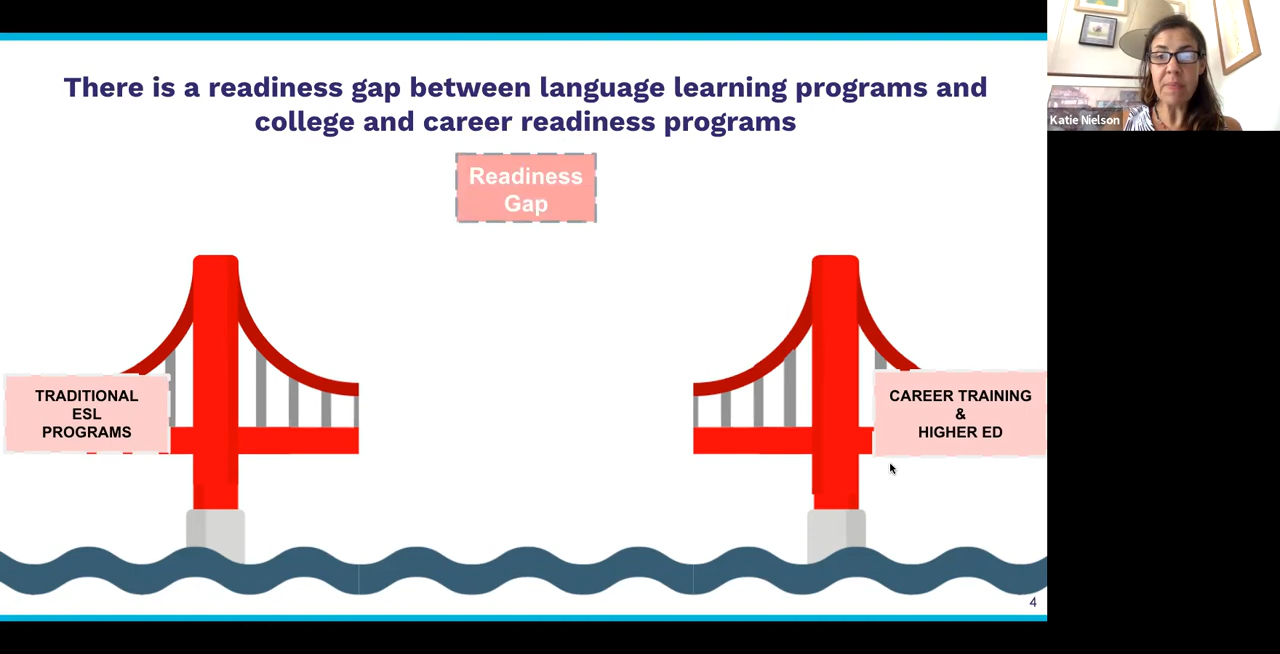 There is a readiness gap between language learning programs and
college and career readiness programs
Readiness
Gap
TRADITIONAL
ESL
PROGRAMS
CAREER TRAINING
&
HIGHER ED
4
Katie Nielson